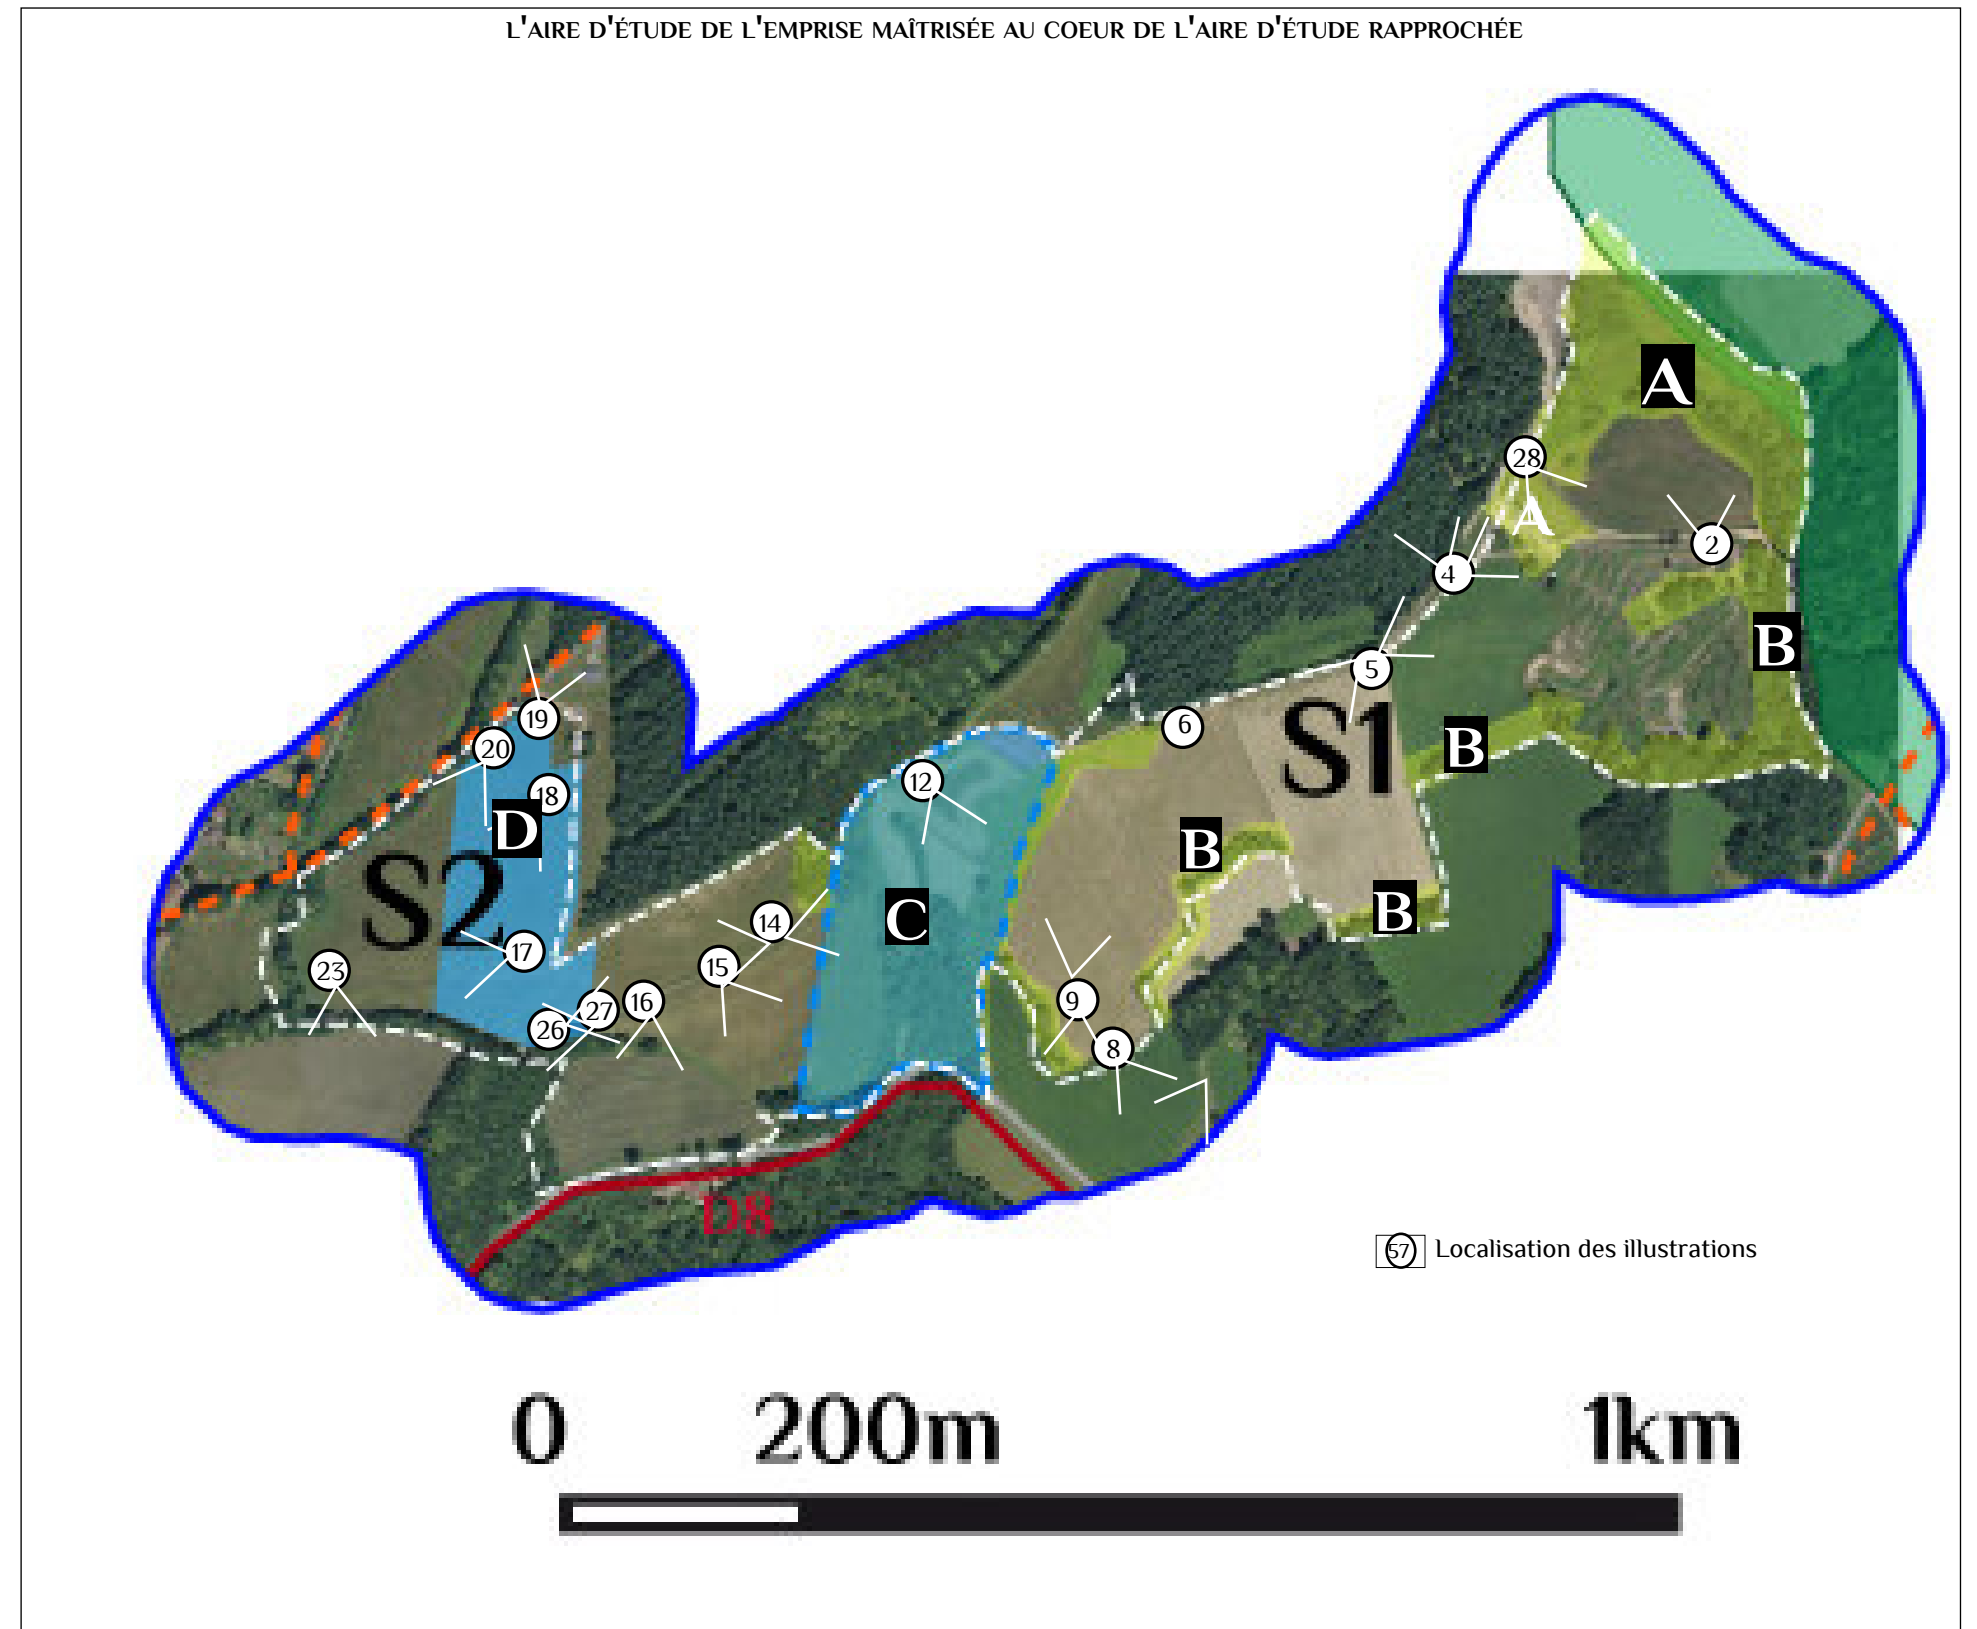 L'AIRE D'ÉTUDE DE L'EMPRISE MAÎTRISÉE AU COEUR DE L'AIRE D'ÉTUDE RAPPROCHÉE
A
28
A
2
4
B
5
6
S1
B
19
20
18
D
12
B
S2
C
B
14
17
15
23
27
16
26
9
8
D8
57 Localisation des illustrations
0 200m 1km